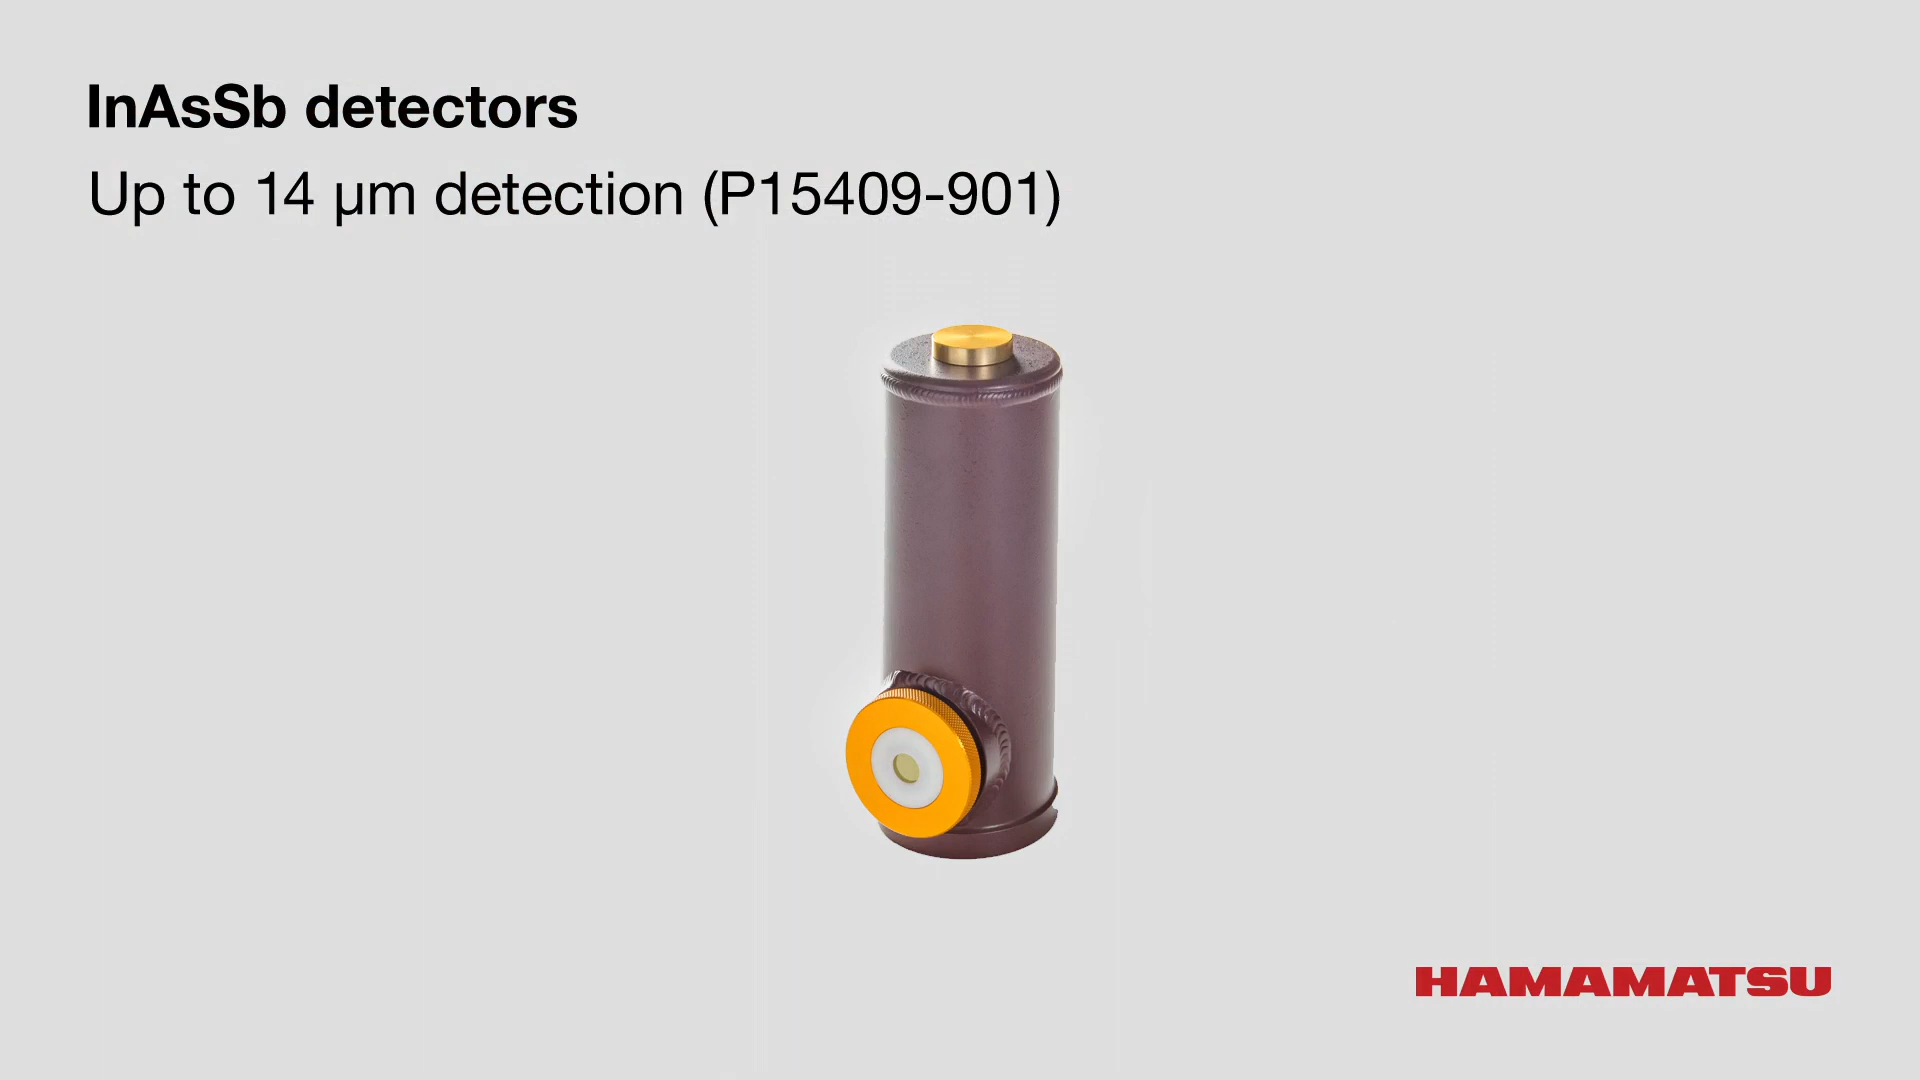 InAsSb detectors
Up to 14 µm detection (P15409-901)
HAMAMATSU